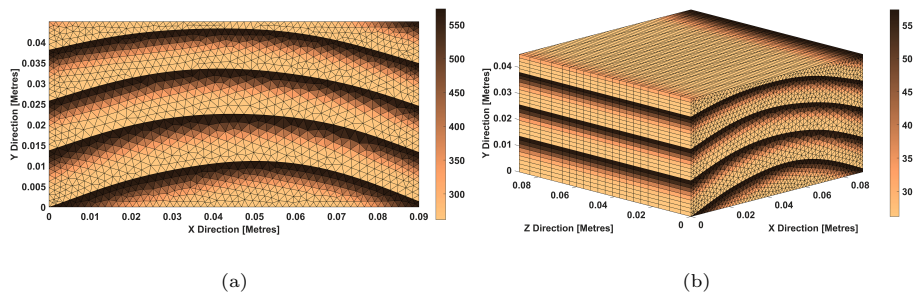 550
500
450
400
350
300
0.04
0.035
0.03
0.025
0.02
0.015
0.01
0.005
0
Y Direction [Metres]
0 0.01 0.02 0.03 0.04 0.05 0.06 0.07 0.08 0.09
X Direction [Metres]
(a)
0.04
0.03
0.02
0.01
0
Y Direction [Metres]
0.08 0.06 0.04 0.02 0
Z Direction [Metres]
0 0.02 0.04 0.06 0.08
X Direction [Metres]
55
50
45
40
35
30
(b)